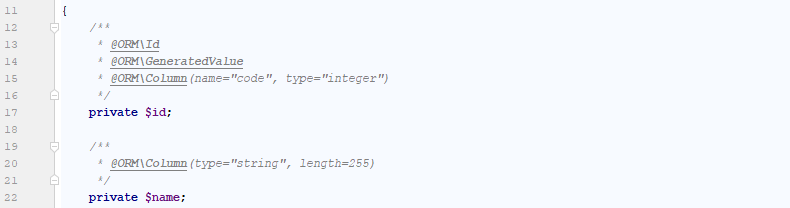 11 {
12 /**
13 * @ORM\Id
14 * @ORM\GeneratedValue
15 * @ORM\Column(name="code", type="integer")
16 */
17 private $id;
18
19 /**
20 * @ORM\Column(type="string", length=255)
21 */
22 private $name;